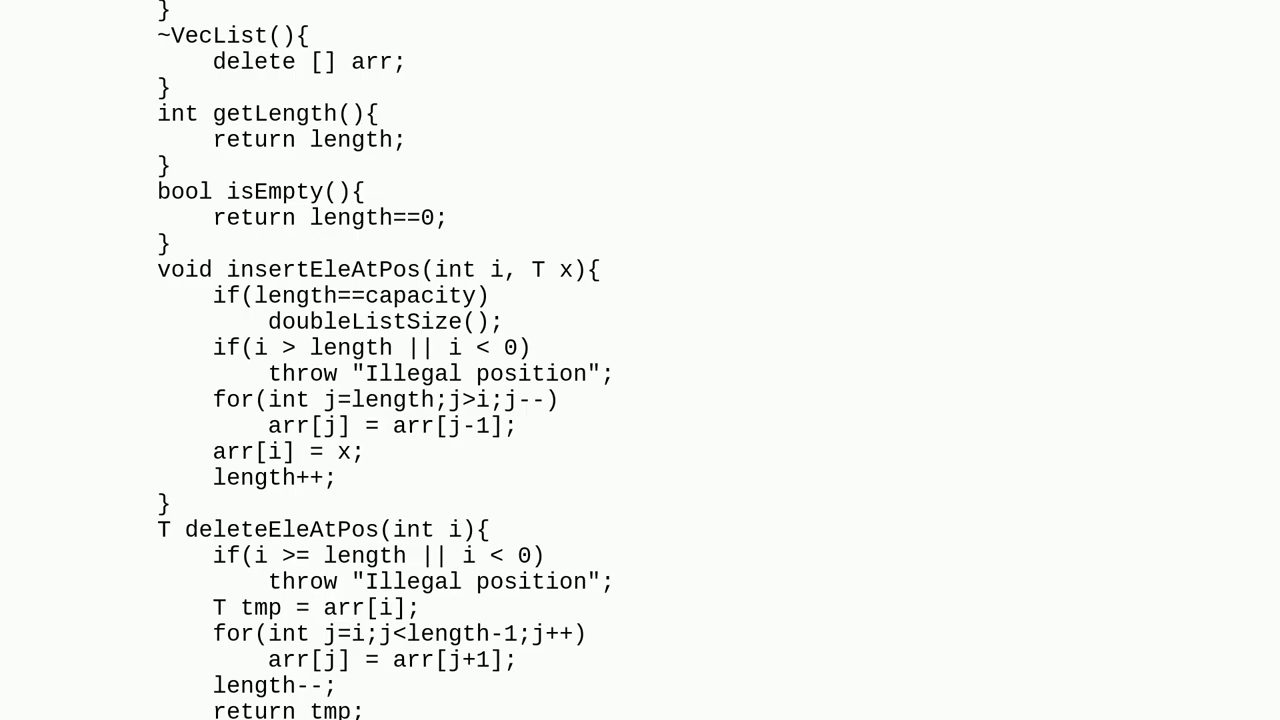 }
~VecList(){
    delete [] arr;
}
int getLength(){
    return length;
}
bool isEmpty(){
    return length==0;
}
void insertEleAtPos(int i, T x){
    if(length==capacity)
        doubleListSize();
    if(i > length || i < 0)
        throw "Illegal position";
    for(int j=length;j>i;j--)
        arr[j] = arr[j-1];
    arr[i] = x;
    length++;
}
T deleteEleAtPos(int i){
    if(i >= length || i < 0)
        throw "Illegal position";
    T tmp = arr[i];
    for(int j=i;j<length-1;j++)
        arr[j] = arr[j+1];
    length--;
    return tmp;